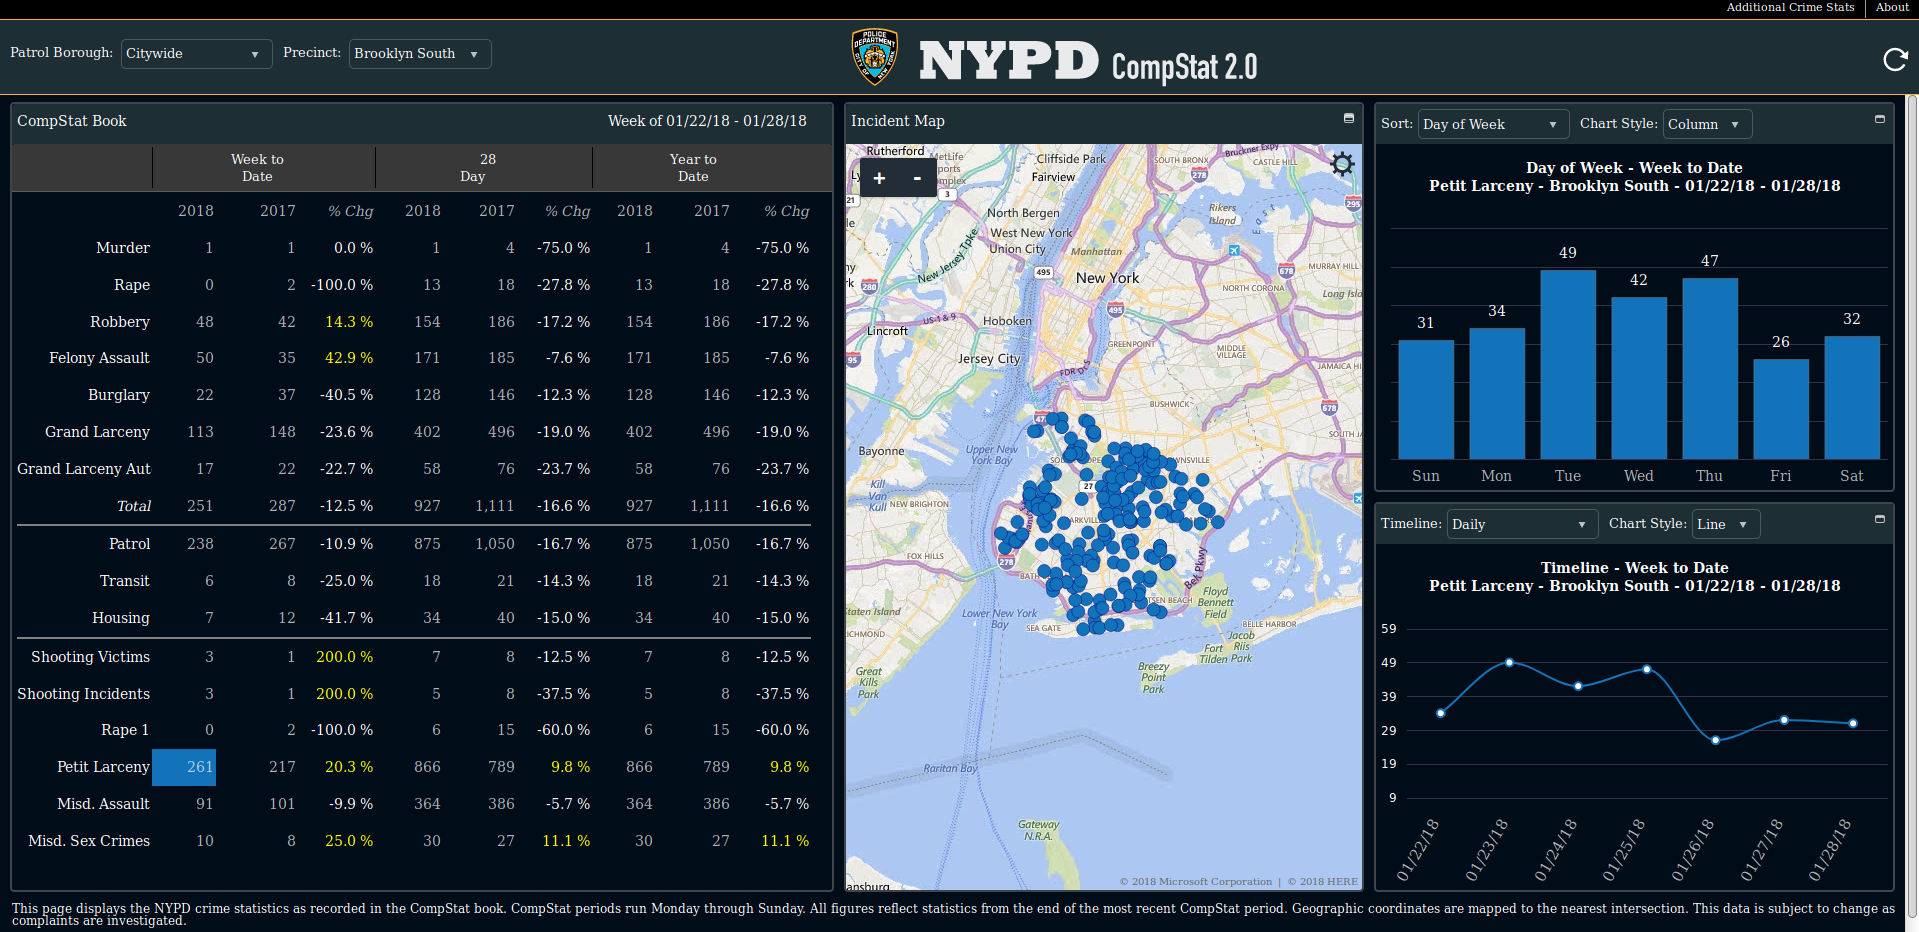 Additional Crime Stats | About
Patrol Borough: Citywide Precinct: Brooklyn South
POLICE DEPARTMENT CITY OF NEW YORK
NYPD CompStat 2.0
CompStat Book Week of 01/22/18 - 01/28/18
Week to Date 28 Day Year to Date
2018 2017 % Chg 2018 2017 % Chg 2018 2017 % Chg
Murder 1 1 0.0 % 1 4 -75.0 % 1 4 -75.0 %
Rape 0 2 -100.0 % 13 18 -27.8 % 13 18 -27.8 %
Robbery 48 42 14.3 % 154 186 -17.2 % 154 186 -17.2 %
Felony Assault 50 35 42.9 % 171 185 -7.6 % 171 185 -7.6 %
Burglary 22 37 -40.5 % 128 146 -12.3 % 128 146 -12.3 %
Grand Larceny 113 148 -23.6 % 402 496 -19.0 % 402 496 -19.0 %
Grand Larceny Aut 17 22 -22.7 % 58 76 -23.7 % 58 76 -23.7 %
Total 251 287 -12.5 % 927 1,111 -16.6 % 927 1,111 -16.6 %
Patrol 238 267 -10.9 % 875 1,050 -16.7 % 875 1,050 -16.7 %
Transit 6 8 -25.0 % 18 21 -14.3 % 18 21 -14.3 %
Housing 7 12 -41.7 % 34 40 -15.0 % 34 40 -15.0 %
Shooting Victims 3 1 200.0 % 7 8 -12.5 % 7 8 -12.5 %
Shooting Incidents 3 1 200.0 % 5 8 -37.5 % 5 8 -37.5 %
Rape 1 0 2 -100.0 % 6 15 -60.0 % 6 15 -60.0 %
Petit Larceny 261 217 20.3 % 866 789 9.8 % 866 789 9.8 %
Misd. Assault 91 101 -9.9 % 364 386 -5.7 % 364 386 -5.7 %
Misd. Sex Crimes 10 8 25.0 % 30 27 11.1 % 30 27 11.1 %
Incident Map
+ -
Rutherford
MetLife
Cliffside Park
SOUTH BRONX
Bruckner Expy
CASTLE HILL
Fairview
278
3
21
295
North Bergen
Rikers
Island
West New York
Union City
Manhattan
New Jersey Tpke
East
495
New York
678
MURRAY HILL
280
NORTH CORONA
Long Isla
US-1 & 9
Hoboken
495
Lincroft
GREENPOINT
MIDDLE
VILLAGE
95
Jersey City
FDR Dr S
JAMAICA HI
BUSHWICK
678
SOUTH JA
Bayonne
Upper New
York Bay
Kill
Van
Kull
NEW BRIGHTON
27
FOX HILLS
278
Belt Pkwy
Staten Island
Lower New York
Bay
Floyd
Bennett
Field
SEA GATE
BELLE HARBOR
Jacob
Riis
Park
Fort
Tilden
Breezy
Point
Park
Great
Kills
Park
Raritan Bay
Gateway
N.R.A.
ansburg
© 2018 Microsoft Corporation | © 2018 HERE
Sort: Day of Week Chart Style: Column
Day of Week - Week to Date
Petit Larceny - Brooklyn South - 01/22/18 - 01/28/18
31 34 49 42 47 26 32
Sun Mon Tue Wed Thu Fri Sat
Timeline: Daily Chart Style: Line
Timeline - Week to Date
Petit Larceny - Brooklyn South - 01/22/18 - 01/28/18
59
49
39
29
19
9
01/22/18 01/23/18 01/24/18 01/25/18 01/26/18 01/27/18 01/28/18
This page displays the NYPD crime statistics as recorded in the CompStat book. CompStat periods run Monday through Sunday. All figures reflect statistics from the end of the most recent CompStat period. Geographic coordinates are mapped to the nearest intersection. This data is subject to change as
complaints are investigated.